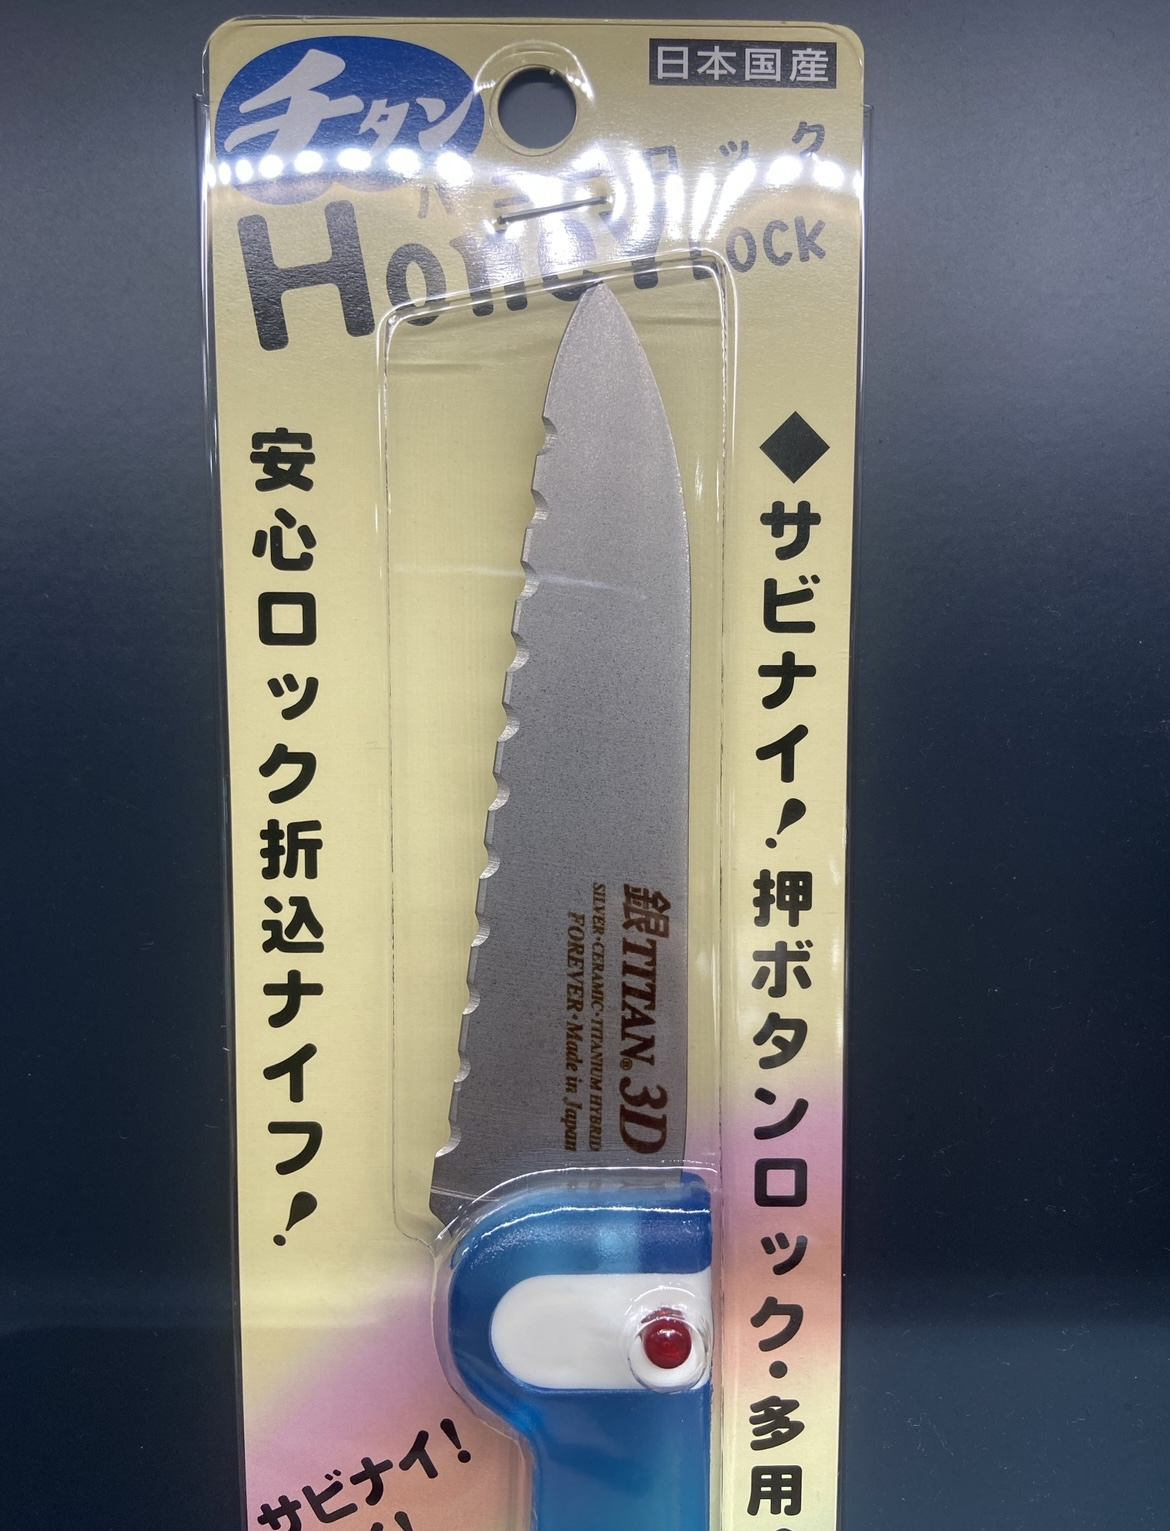 チタン
日本国産
ハニーロック
Honey Lock
安心ロック折込ナイフ!
◆サビナイ!押ボタンロック・多用
銀TITAN® 3D
SILVER・CERAMIC・TITANIUM HYBRID
FOREVER・Made in Japan
サビナイ!